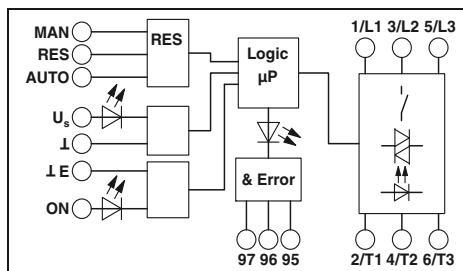 MAN
RES
AUTO
RES
Us
⊥
⊥ E
ON
Logic
µP
& Error
97 96 95
1/L1 3/L2 5/L3
2/T1 4/T2 6/T3